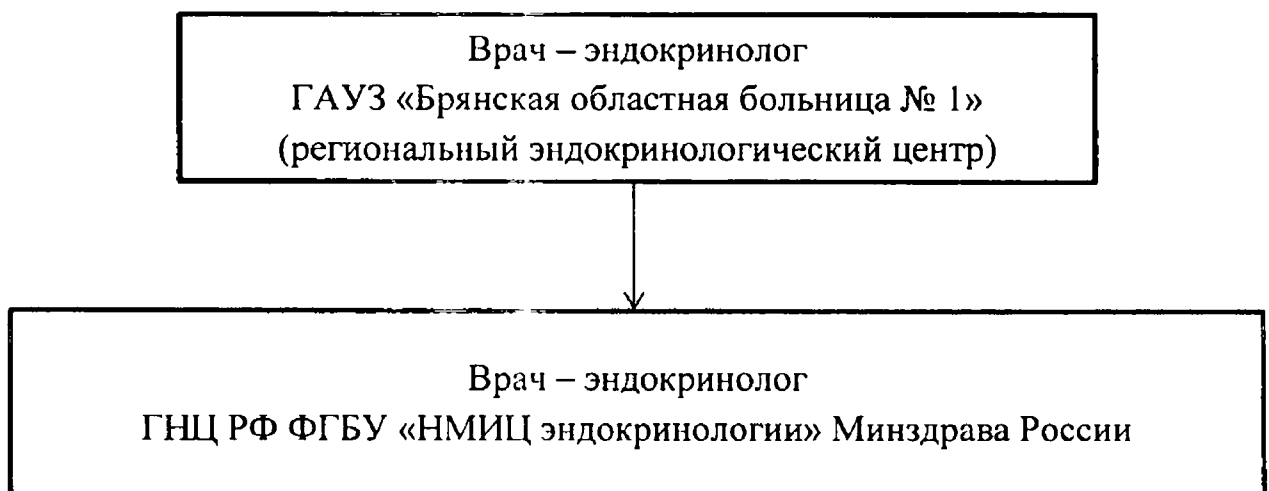 Врач – эндокринолог
ГАУЗ «Брянская областная больница № 1»
(региональный эндокринологический центр)
Врач – эндокринолог
ГНЦ РФ ФГБУ «НМИЦ эндокринологии» Минздрава России